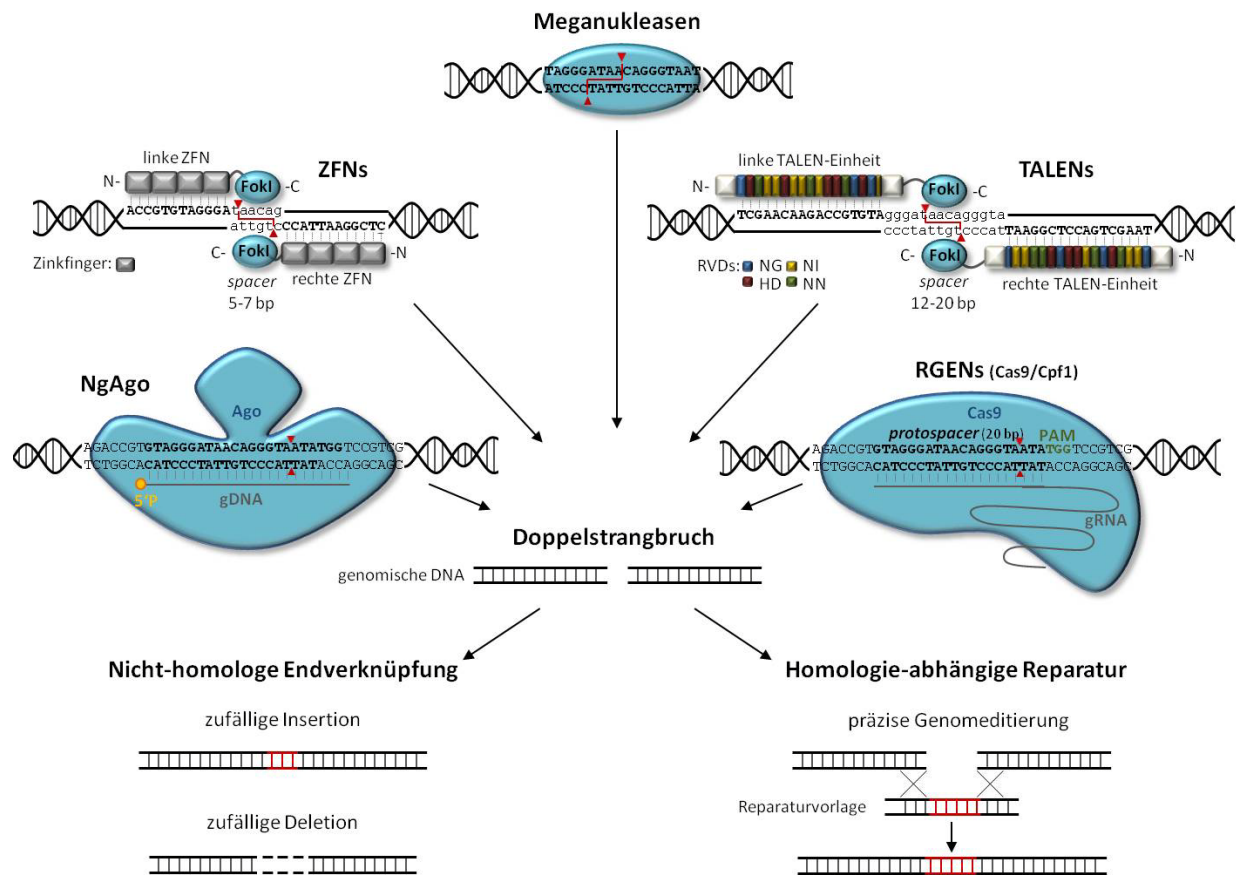 Meganukleasen
TAGGGATAACAGGGTAAT
ATCCCTATTGTCCCATTA
linke ZFN
ZFNs
N-
FokI
-C
ACCGTGTAGGGAtaacag
attgtcCCATTAAGGCTC
C-
FokI
-N
Zinkfinger:
spacer
5-7 bp
rechte ZFN
linke TALEN-Einheit
TALENs
N-
FokI
-C
TCGAACAAGACCGTGTAgggataacagggta
ccctattgtcccatTAAGGCTCCAGTCGAAT
C-
FokI
-N
RVDs:
NG
NI
HD
NN
spacer
12-20 bp
rechte TALEN-Einheit
NgAgo
Ago
AGACCGTGTAGGGATAACAGGGTAATATGGTCCGTCG
TCTGGCACATCCCTATTGTCCCATTATACCAGGCAGC
5'P
gDNA
RGENs (Cas9/Cpf1)
Cas9
protospacer (20 bp)
PAM
AGACCGTGTAGGGATAACAGGGTAATATGGTCCGTCG
TCTGGCACATCCCTATTGTCCCATTATACCAGGCAGC
gRNA
Doppelstrangbruch
genomische DNA
Nicht-homologe Endverknüpfung
zufällige Insertion
zufällige Deletion
Homologie-abhängige Reparatur
präzise Genomeditierung
Reparaturvorlage